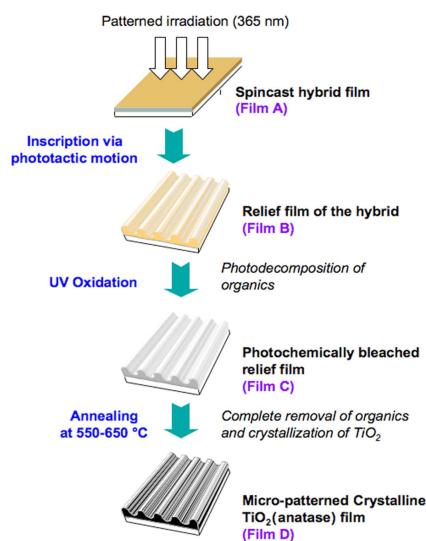 Patterned irradiation (365 nm)
Spincast hybrid film
(Film A)
Inscription via
phototactic motion
Relief film of the hybrid
(Film B)
UV Oxidation
Photodecomposition of
organics
Photochemically bleached
relief film
(Film C)
Annealing
at 550-650 °C
Complete removal of organics
and crystallization of TiO₂
Micro-patterned Crystalline
TiO₂(anatase) film
(Film D)